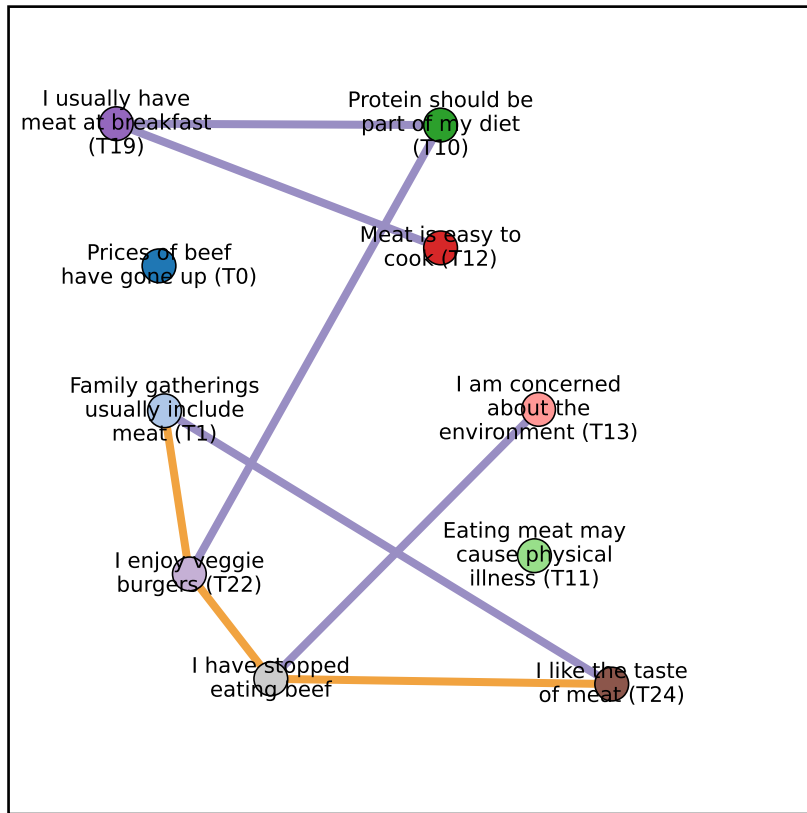 I usually have
meat at breakfast
(T19)
Protein should be
part of my diet
(T10)
Meat is easy to
cook (T12)
Prices of beef
have gone up (T0)
Family gatherings
usually include
meat (T1)
I am concerned
about the
environment (T13)
Eating meat may
cause physical
illness (T11)
I enjoy veggie
burgers (T22)
I have stopped
eating beef
I like the taste
of meat (T24)